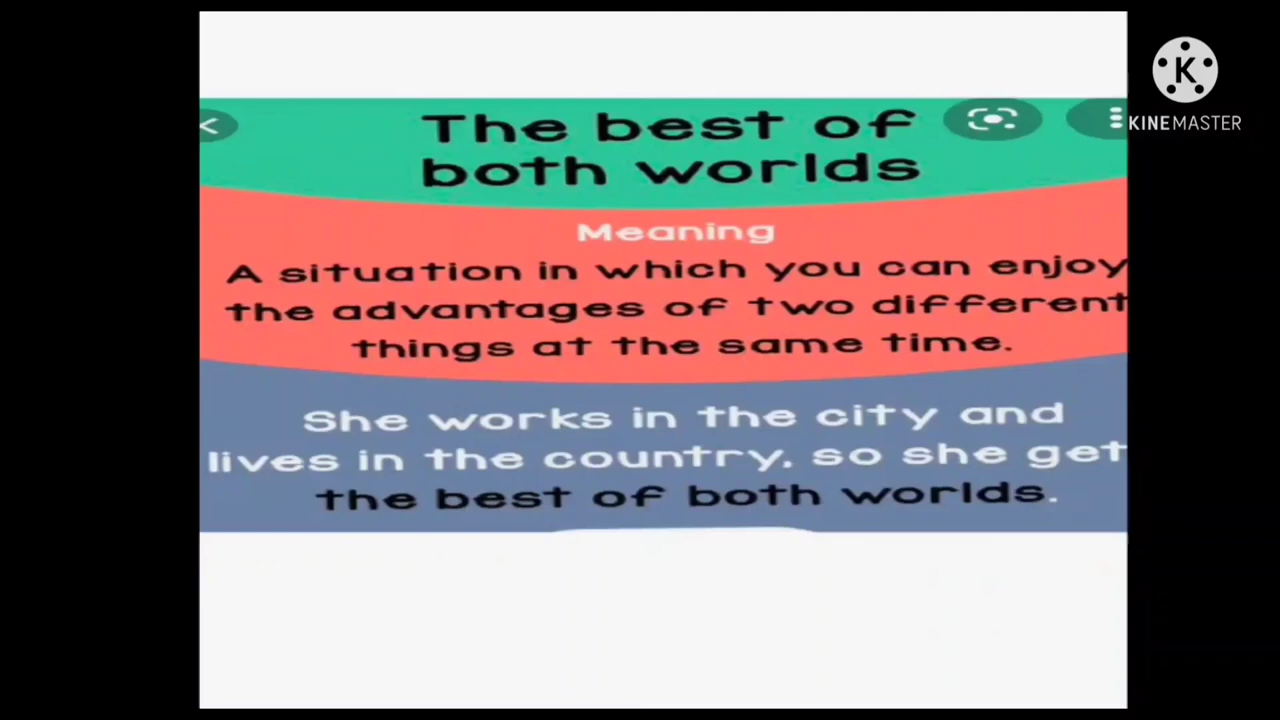 The best of
both worlds
KINEMASTER
Meaning
A situation in which you can enjoy
the advantages of two different
things at the same time.
She works in the city and
lives in the country, so she get
the best of both worlds.